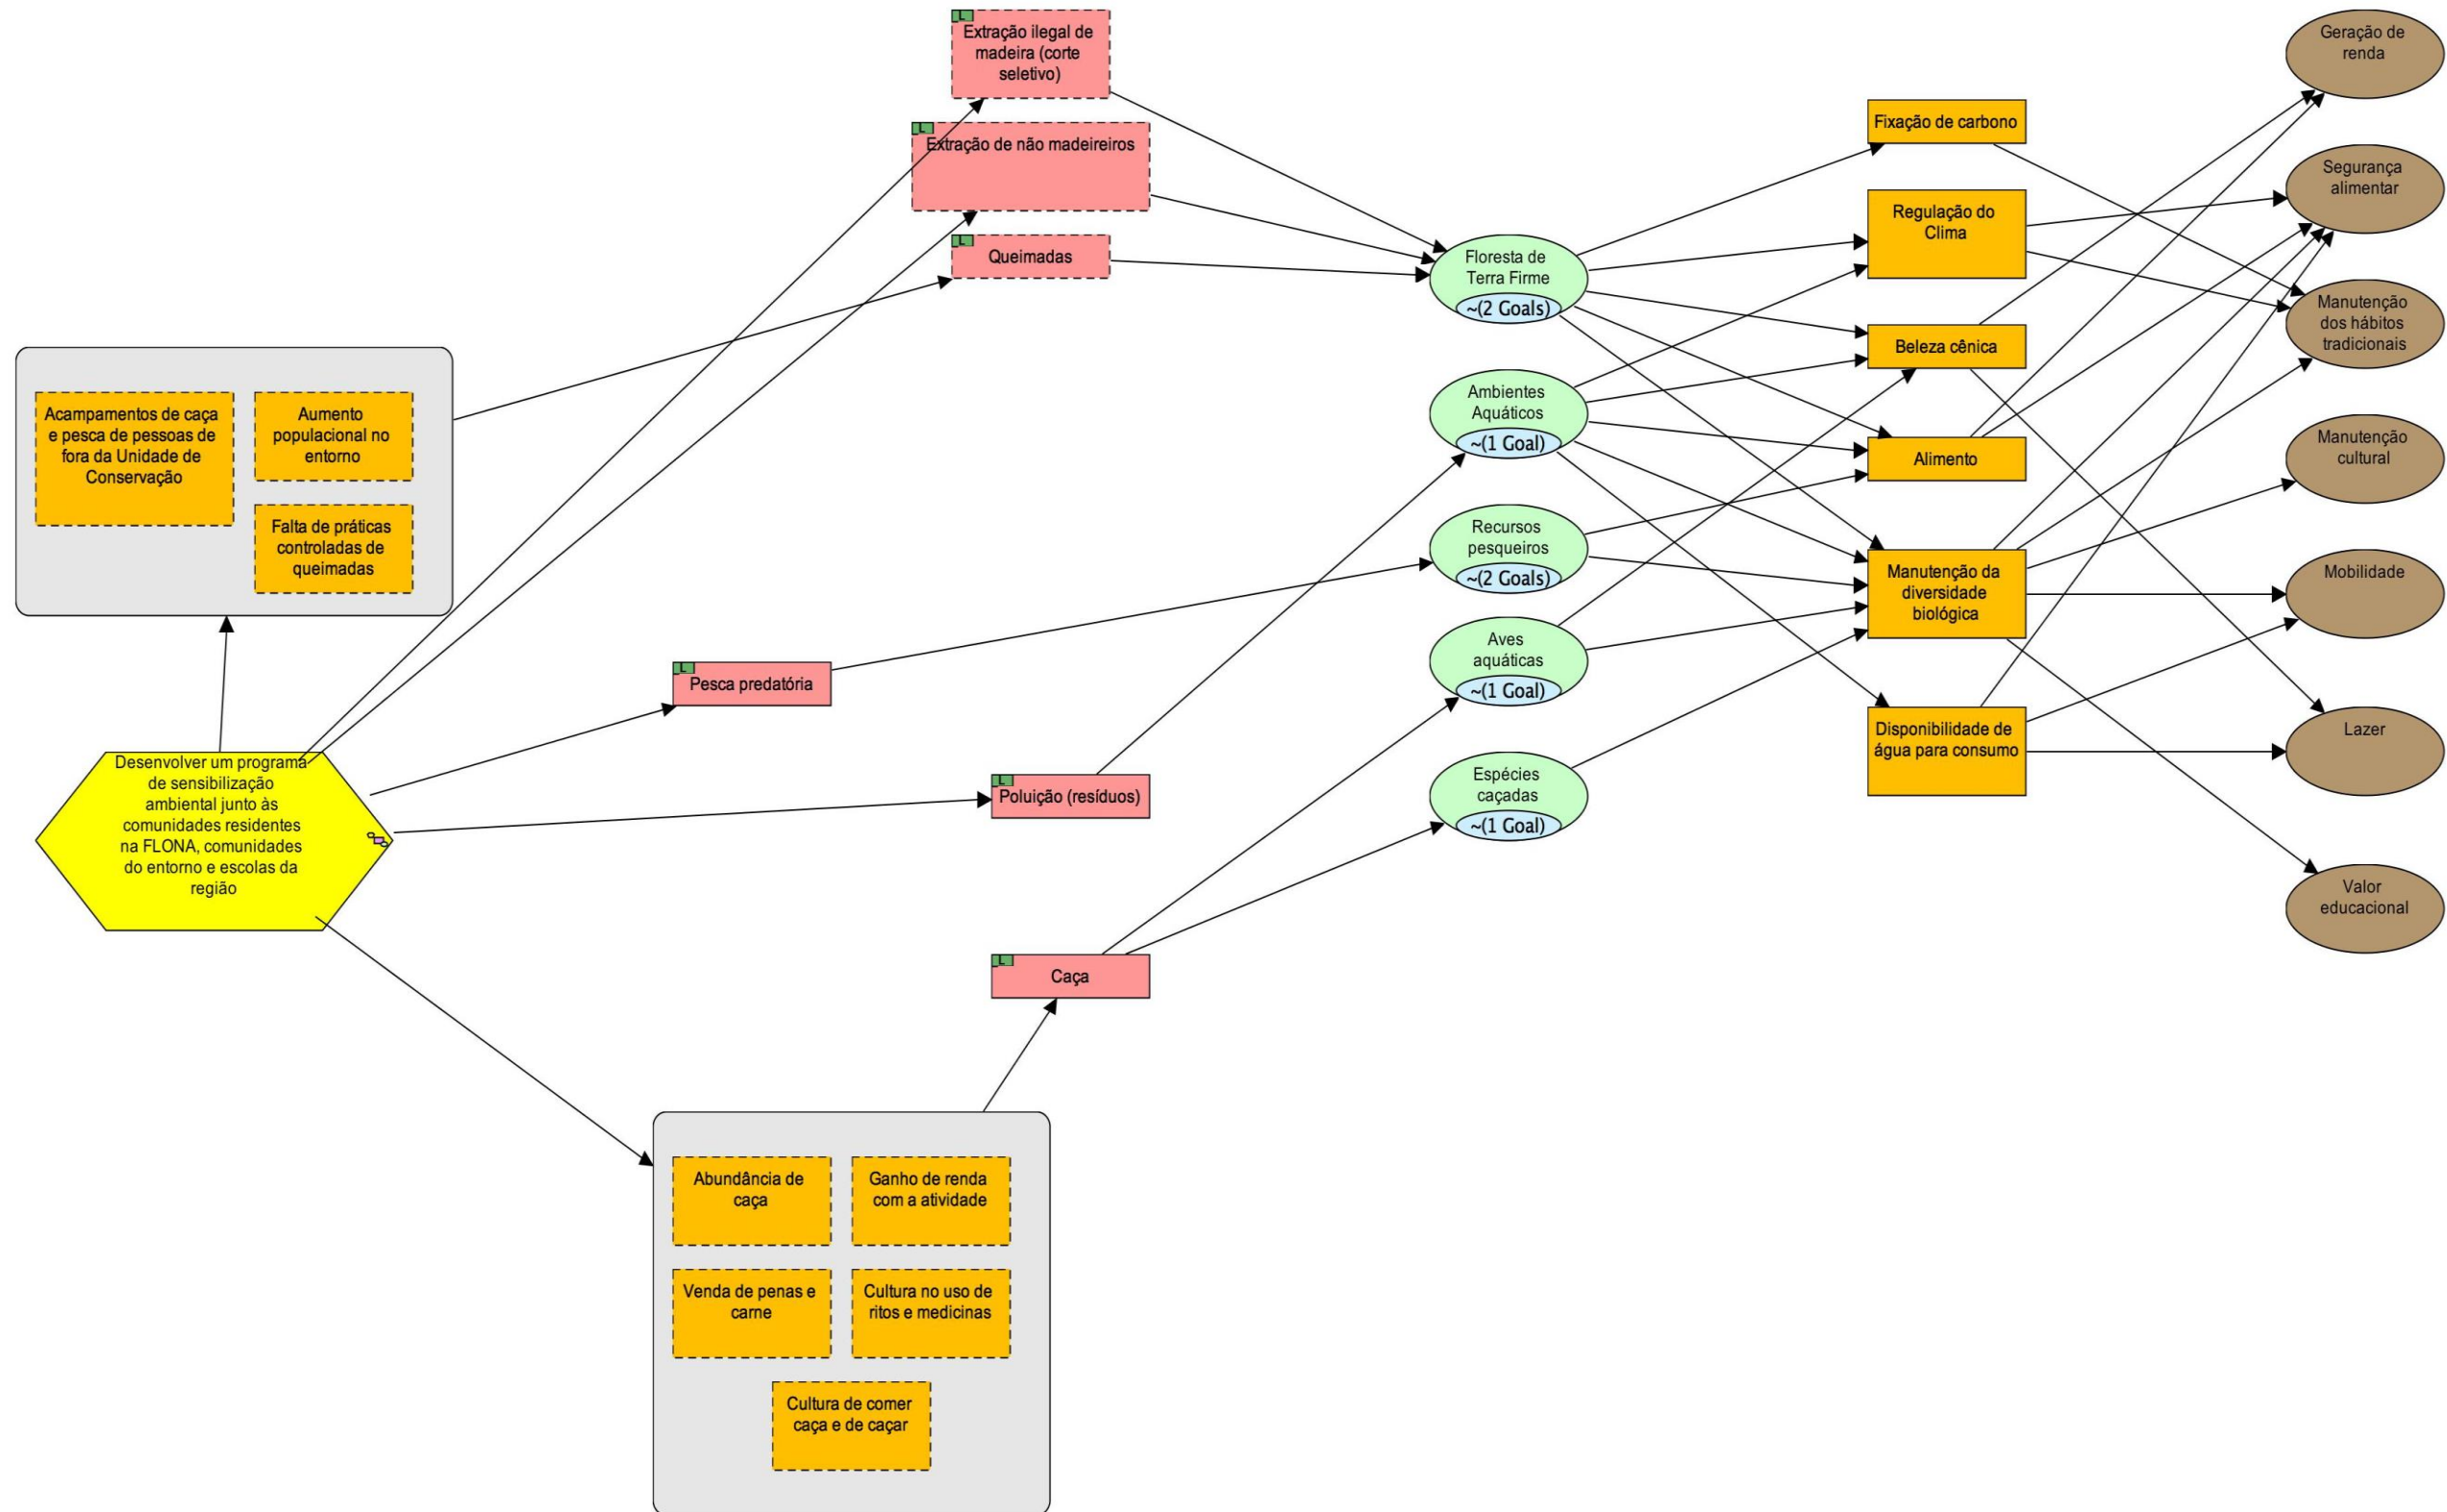 L
Extração ilegal de
madeira (corte
seletivo)
L
Extração de não madeireiros
L
Queimadas
Acampamentos de caça
e pesca de pessoas de
fora da Unidade de
Conservação
Aumento
populacional no
entorno
Falta de práticas
controladas de
queimadas
L
Pesca predatória
Desenvolver um programa
de sensibilização
ambiental junto às
comunidades residentes
na FLONA, comunidades
do entorno e escolas da
região
L
Poluição (resíduos)
L
Caça
Abundância de
caça
Ganho de renda
com a atividade
Venda de penas e
carne
Cultura no uso de
ritos e medicinas
Cultura de comer
caça e de caçar
Floresta de
Terra Firme
~(2 Goals)
Ambientes
Aquáticos
~(1 Goal)
Recursos
pesqueiros
~(2 Goals)
Aves
aquáticas
~(1 Goal)
Espécies
caçadas
~(1 Goal)
Fixação de carbono
Regulação do
Clima
Beleza cênica
Alimento
Manutenção da
diversidade
biológica
Disponibilidade de
água para consumo
Geração de
renda
Segurança
alimentar
Manutenção
dos hábitos
tradicionais
Manutenção
cultural
Mobilidade
Lazer
Valor
educacional